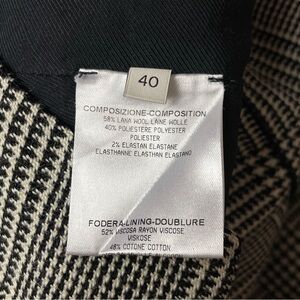 40
COMPOSIZIONE-COMPOSITION
58% LANA WOOL LAINE WOLLE
40% POLIESTERE POLYESTER
POLYESTER
2% ELASTAN ELASTANE
ELASTHANNE ELASTHAN ELASTANO
FODERA-LINING-DOUBLURE
52% VISCOSA RAYON VISCOSE
VISKOSE
48% COTONE COTTON